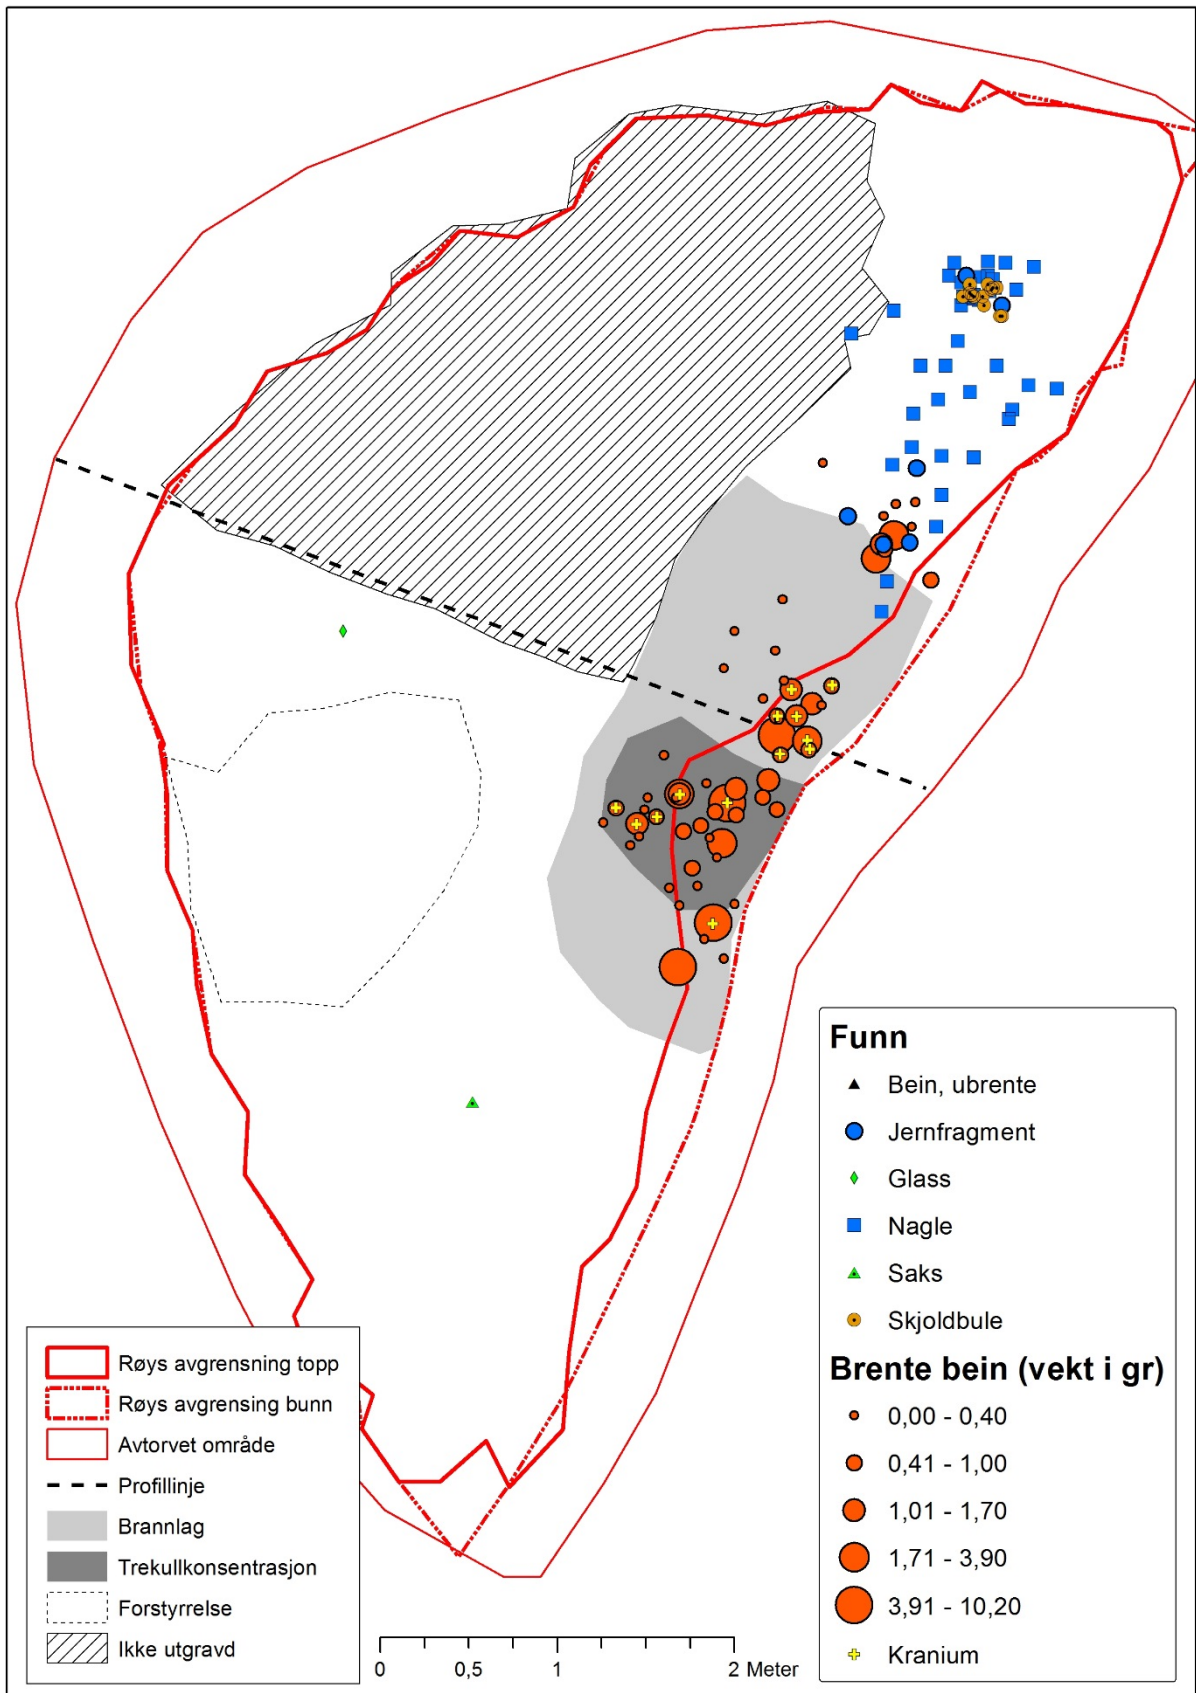 Funn
Bein, ubrente
Jernfragment
Glass
Nagle
Saks
Skjoldbule
Brente bein (vekt i gr)
0,00 - 0,40
0,41 - 1,00
1,01 - 1,70
1,71 - 3,90
3,91 - 10,20
Kranium
Røys avgrensning topp
Røys avgrensing bunn
Avtorvet område
Profillinje
Brannlag
Trekullkonsentrasjon
Forstyrrelse
Ikke utgravd
0 0,5 1 2 Meter